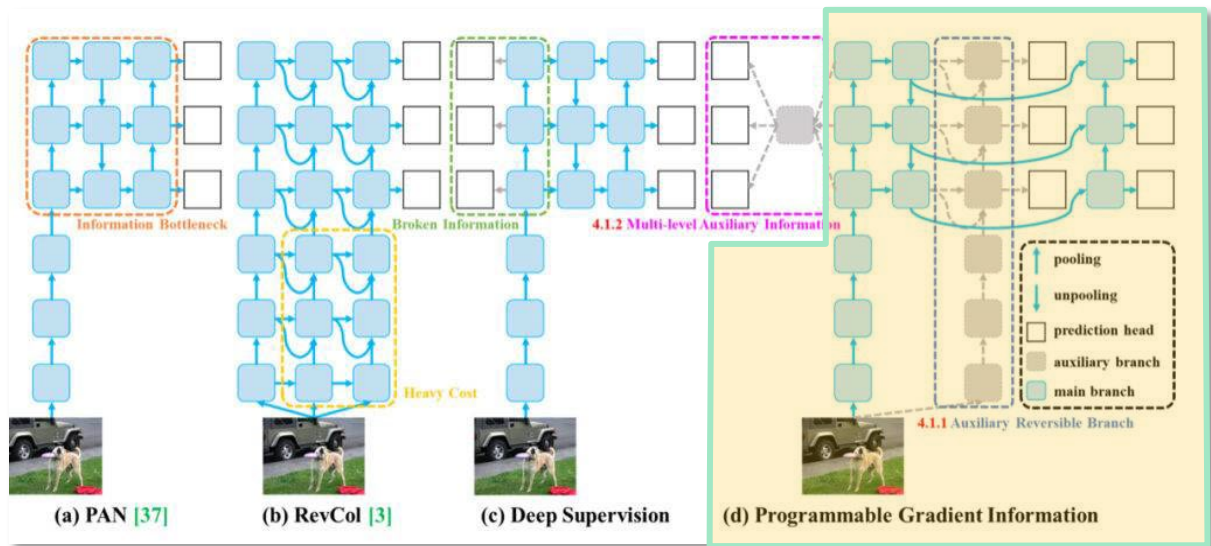 Information Bottleneck
Broken Information
4.1.2 Multi-level Auxiliary Information
pooling
unpooling
prediction head
auxiliary branch
main branch
Heavy Cost
4.1.1 Auxiliary Reversible Branch
(a) PAN [37]
(b) RevCol [3]
(c) Deep Supervision
(d) Programmable Gradient Information